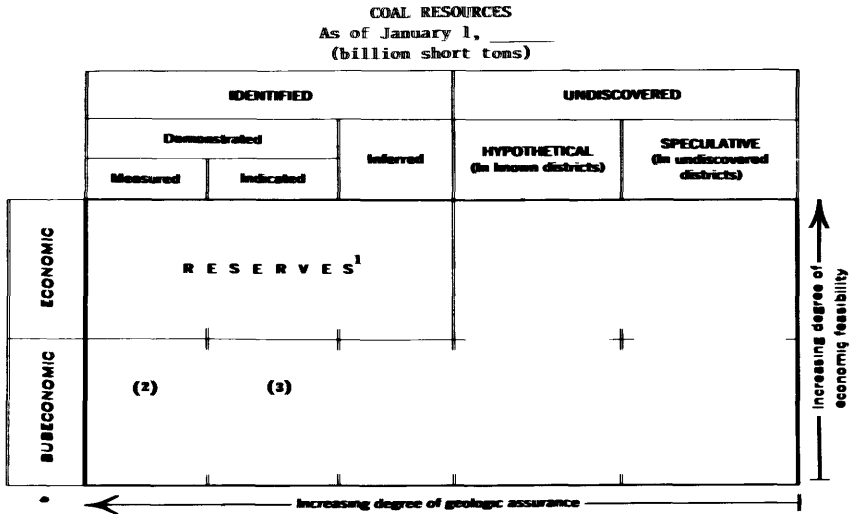 COAL RESOURCES
As of January 1, ______
(billion short tons)
IDENTIFIED
UNDISCOVERED
Demonstrated
Inferred
HYPOTHETICAL
(In known districts)
SPECULATIVE
(In undiscovered
districts)
Measured
Indicated
ECONOMIC
R E S E R V E S¹
SUBECONOMIC
(2)
(3)
Increasing degree of
economic feasibility
Increasing degree of geologic assurance